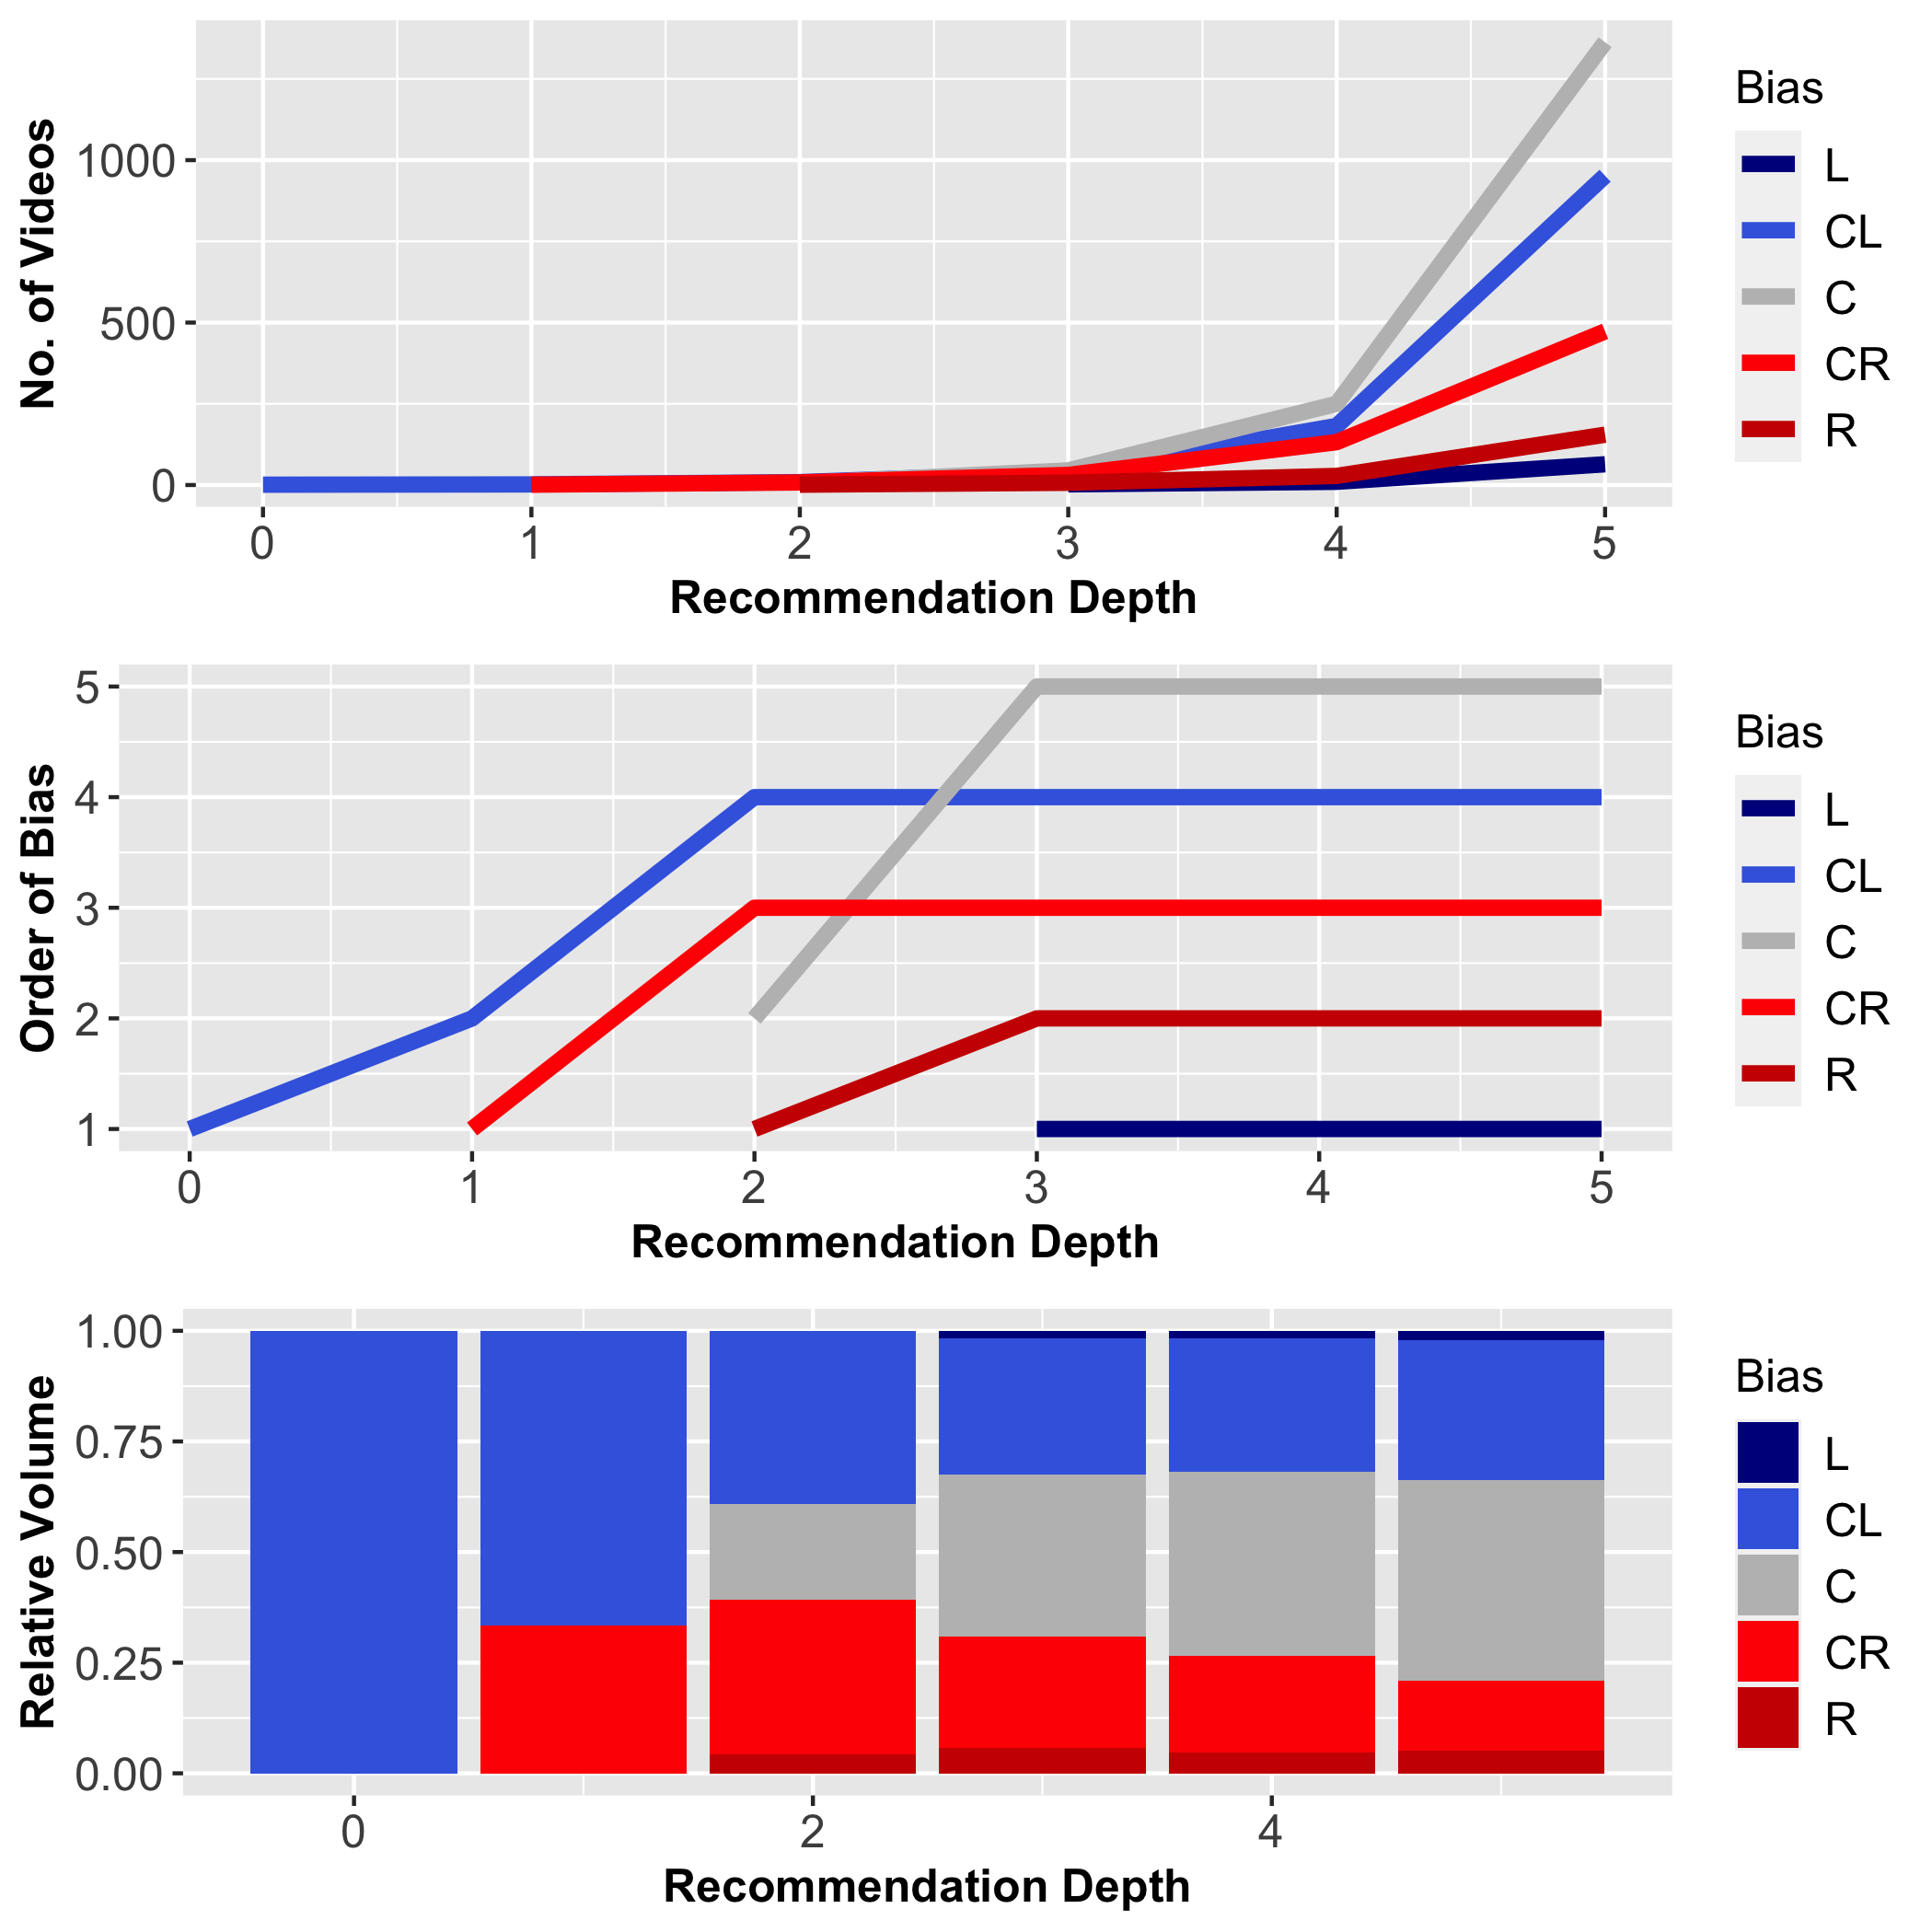 No. of Videos
1000
500
0
0 1 2 3 4 5
Recommendation Depth
Bias
L
CL
C
CR
R
Order of Bias
5
4
3
2
1
0 1 2 3 4 5
Recommendation Depth
Bias
L
CL
C
CR
R
Relative Volume
1.00
0.75
0.50
0.25
0.00
0 2 4
Recommendation Depth
Bias
L
CL
C
CR
R